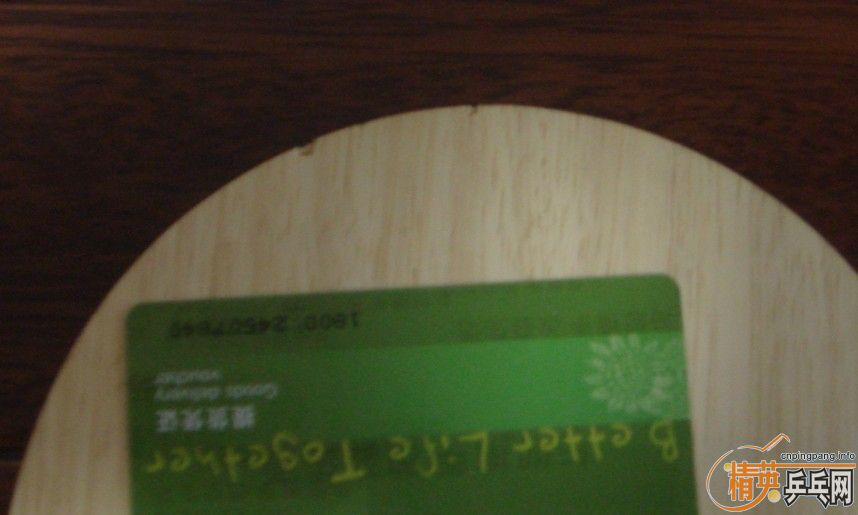 Better Life Together
提货凭证
Goods delivery
voucher
cnpingpang.info
精英乒乓网